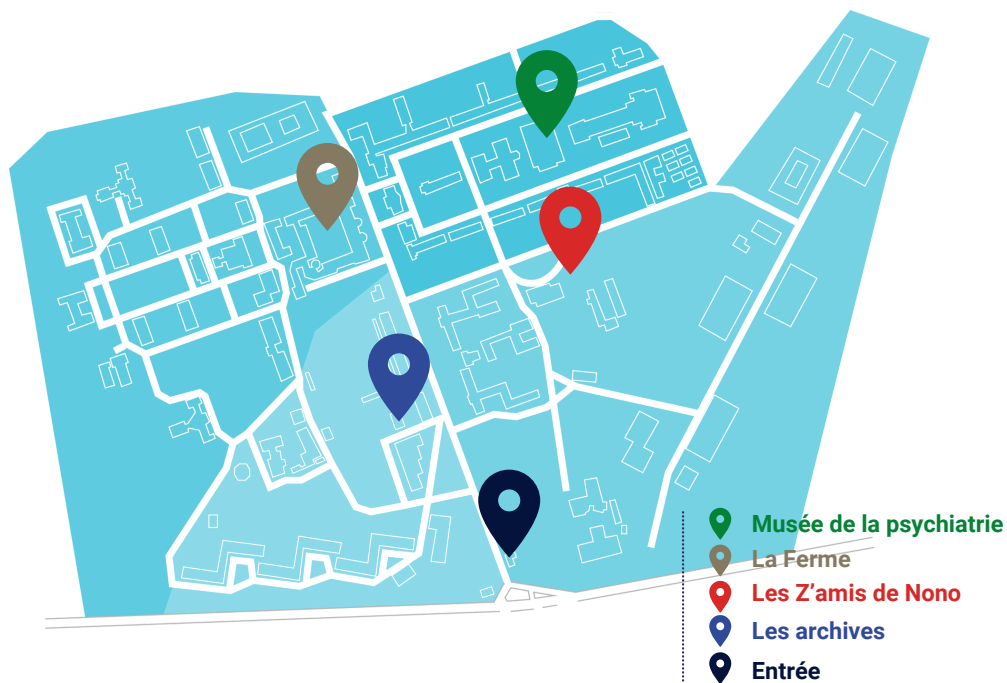 Musée de la psychiatrie
La Ferme
Les Z'amis de Nono
Les archives
Entrée